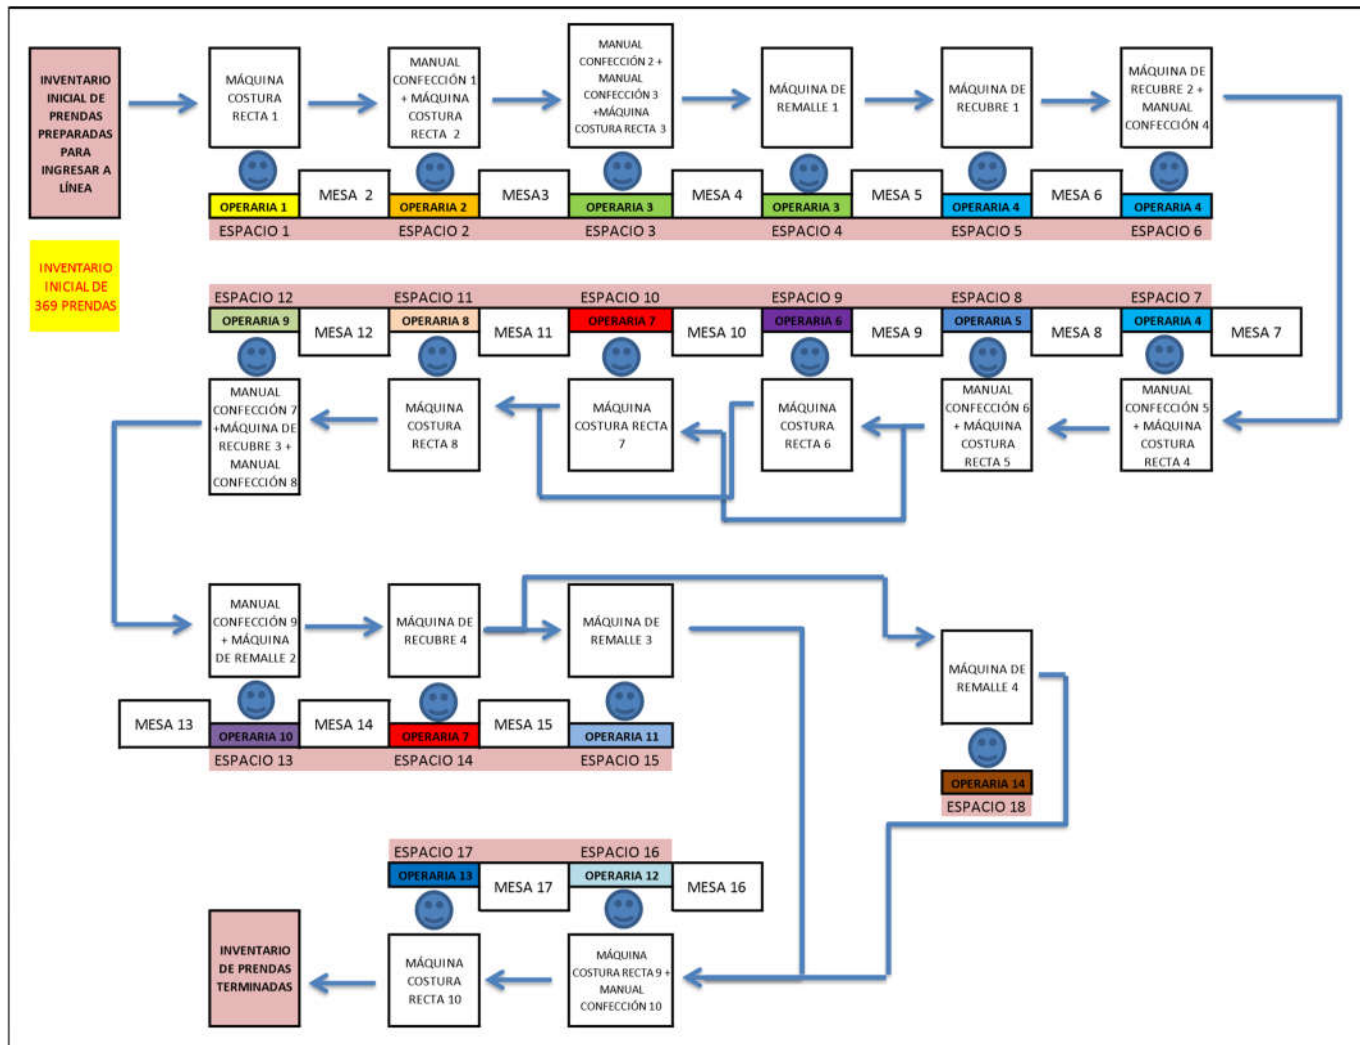 INVENTARIO
INICIAL DE
PRENDAS
PREPARADAS
PARA
INGRESAR A
LÍNEA
MÁQUINA
COSTURA
RECTA 1
MANUAL
CONFECCIÓN 1
+ MÁQUINA
COSTURA
RECTA 2
MANUAL
CONFECCIÓN 2 +
MANUAL
CONFECCIÓN 3
+MÁQUINA
COSTURA RECTA 3
MÁQUINA DE
REMALLE 1
MÁQUINA DE
RECUBRE 1
MÁQUINA DE
RECUBRE 2 +
MANUAL
CONFECCIÓN 4
OPERARIA 1
MESA 2
OPERARIA 2
MESA3
OPERARIA 3
MESA 4
OPERARIA 3
MESA 5
OPERARIA 4
MESA 6
OPERARIA 4
ESPACIO 1
ESPACIO 2
ESPACIO 3
ESPACIO 4
ESPACIO 5
ESPACIO 6
INVENTARIO
INICIAL DE
369 PRENDAS
ESPACIO 12
ESPACIO 11
ESPACIO 10
ESPACIO 9
ESPACIO 8
ESPACIO 7
OPERARIA 9
MESA 12
OPERARIA 8
MESA 11
OPERARIA 7
MESA 10
OPERARIA 6
MESA 9
OPERARIA 5
MESA 8
OPERARIA 4
MESA 7
MANUAL
CONFECCIÓN 7
+MÁQUINA DE
RECUBRE 3 +
MANUAL
CONFECCIÓN 8
MÁQUINA
COSTURA
RECTA 8
MÁQUINA
COSTURA RECTA
7
MÁQUINA
COSTURA
RECTA 6
MANUAL
CONFECCIÓN 6
+ MÁQUINA
COSTURA
RECTA 5
MANUAL
CONFECCIÓN 5
+ MÁQUINA
COSTURA
RECTA 4
MANUAL
CONFECCIÓN 9
+ MÁQUINA
DE REMALLE 2
MÁQUINA DE
RECUBRE 4
MÁQUINA DE
REMALLE 3
MÁQUINA DE
REMALLE 4
MESA 13
OPERARIA 10
MESA 14
OPERARIA 7
MESA 15
OPERARIA 11
ESPACIO 13
ESPACIO 14
ESPACIO 15
OPERARIA 14
ESPACIO 18
ESPACIO 17
ESPACIO 16
OPERARIA 13
MESA 17
OPERARIA 12
MESA 16
INVENTARIO
DE PRENDAS
TERMINADAS
MÁQUINA
COSTURA
RECTA 10
MÁQUINA
COSTURA RECTA 9 +
MANUAL
CONFECCIÓN 10